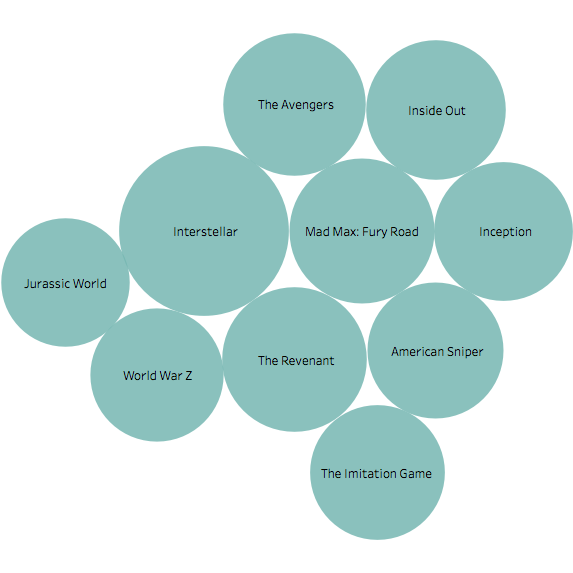 The Avengers
Inside Out
Interstellar
Mad Max: Fury Road
Inception
Jurassic World
American Sniper
The Revenant
World War Z
The Imitation Game